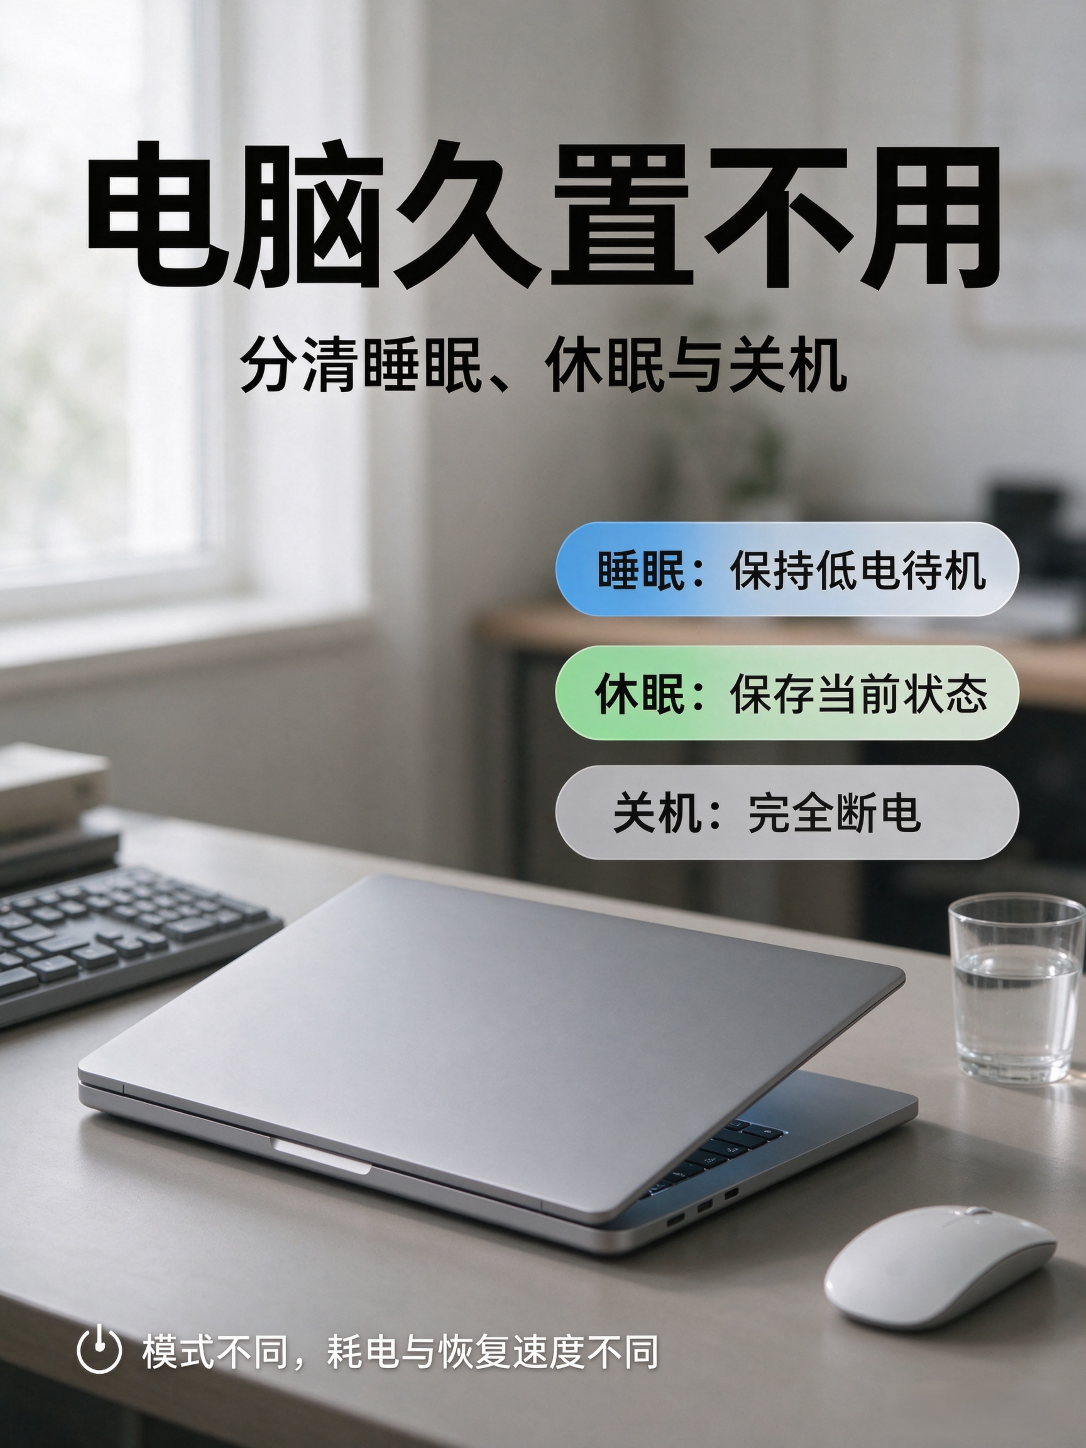 电脑久置不用
分清睡眠、休眠与关机
睡眠：保持低电待机
休眠：保存当前状态
关机：完全断电
模式不同，耗电与恢复速度不同